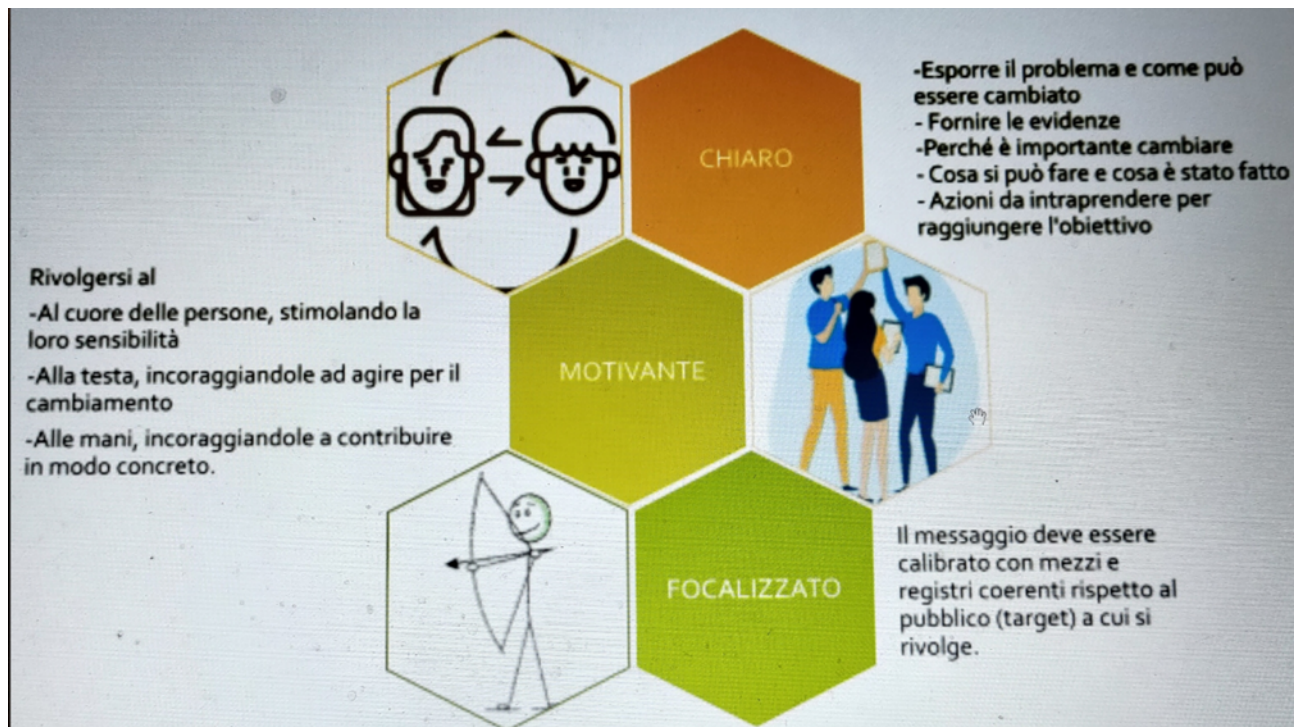 CHIARO
-Esporre il problema e come può
essere cambiato
- Fornire le evidenze
-Perché è importante cambiare
- Cosa si può fare e cosa è stato fatto
- Azioni da intraprendere per
raggiungere l'obiettivo
Rivolgersi al
-Al cuore delle persone, stimolando la
loro sensibilità
-Alla testa, incoraggiandole ad agire per il
cambiamento
-Alle mani, incoraggiandole a contribuire
in modo concreto.
MOTIVANTE
FOCALIZZATO
Il messaggio deve essere
calibrato con mezzi e
registri coerenti rispetto al
pubblico (target) a cui si
rivolge.